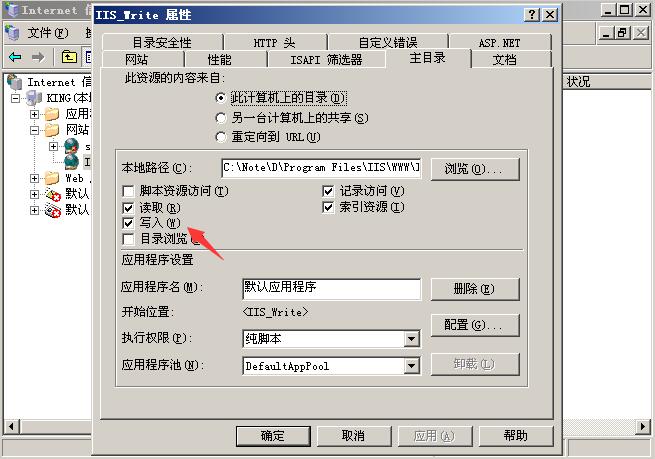 Internet 信
IIS_Write 属性
文件(F)
目录安全性 HTTP 头 自定义错误 ASP.NET
网站 性能 ISAPI 筛选器 主目录 文档
Internet 信
KING(本地
应用程
网站
s
I
Web
默认
默认
状况
此资源的内容来自:
此计算机上的目录(D)
另一台计算机上的共享(S)
重定向到 URL(U)
本地路径(C): C:\Note\D\Program Files\IIS\WWW\I 浏览(O)...
脚本资源访问(T) 记录访问(V)
读取(R) 索引资源(I)
写入(W)
目录浏览
应用程序设置
应用程序名(M): 默认应用程序 删除(E)
开始位置: <IIS_Write>
配置(G)...
执行权限(P): 纯脚本
应用程序池(N): DefaultAppPool 卸载(L)
确定 取消 应用(A) 帮助